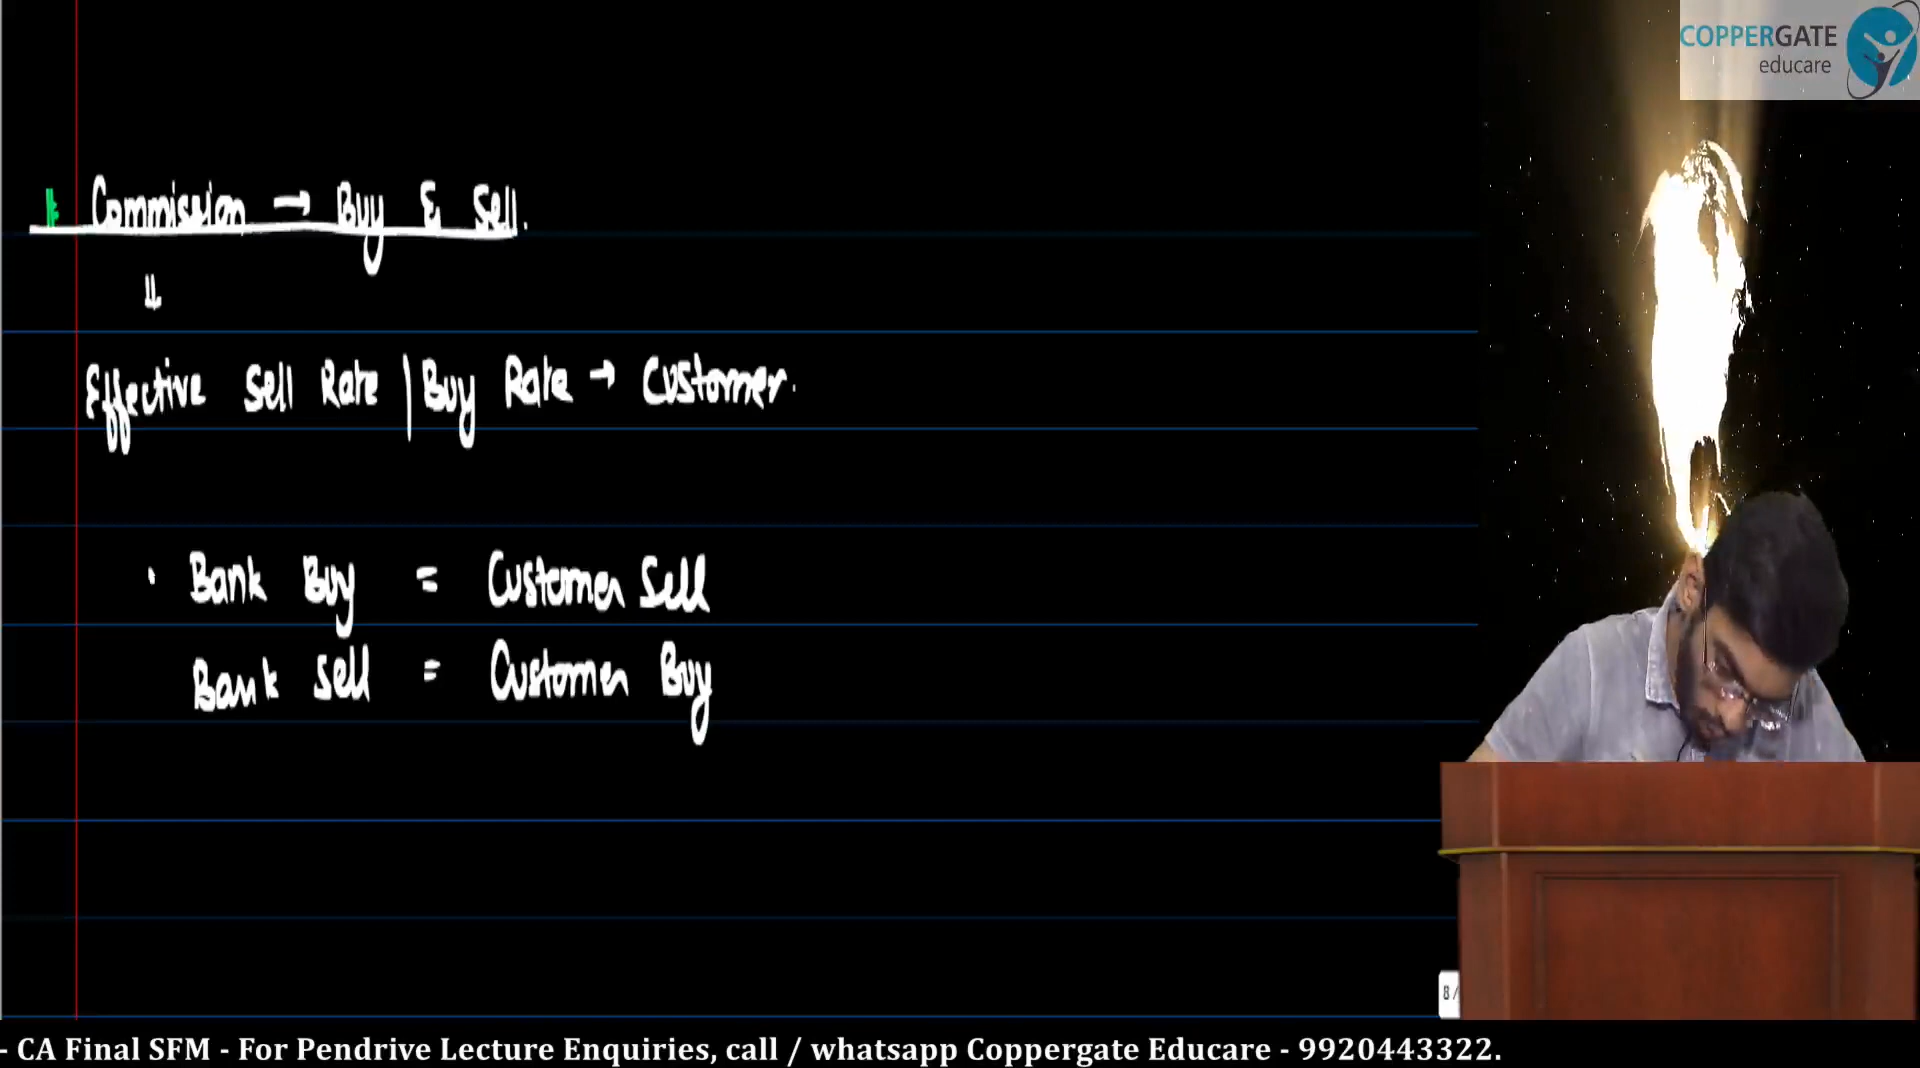 COPPERGATE
educare
Commission → Buy & Sell.
⇓
Effective Sell Rate | Buy Rate → Customer.
· Bank Buy = Customer Sell
Bank Sell = Customer Buy
8/
- CA Final SFM - For Pendrive Lecture Enquiries, call / whatsapp Coppergate Educare - 9920443322.